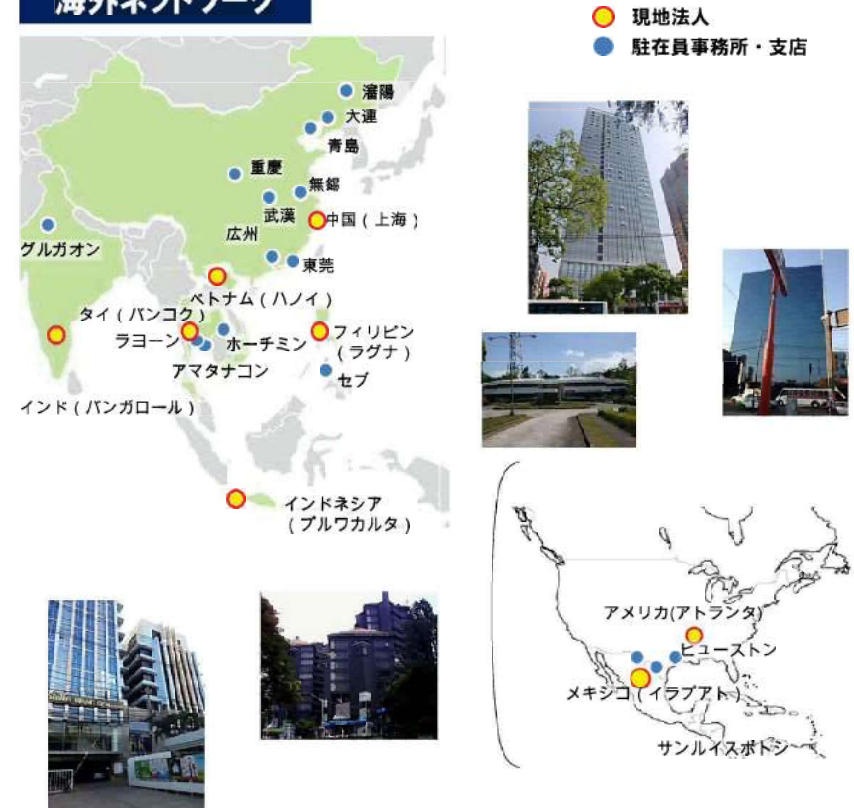 海外ネットワーク
現地法人
駐在員事務所・支店
瀋陽
大連
青島
重慶
無錫
武漢
中国(上海)
広州
グルガオン
東莞
ベトナム(ハノイ)
タイ(バンコク)
ラヨーン
ホーチミン
フィリピン
(ラグナ)
アマタナコン
セブ
インド(バンガロール)
インドネシア
(プルワカルタ)
アメリカ(アトランタ)
ヒューストン
メキシコ(イラプアト)
サンルイスポトシ